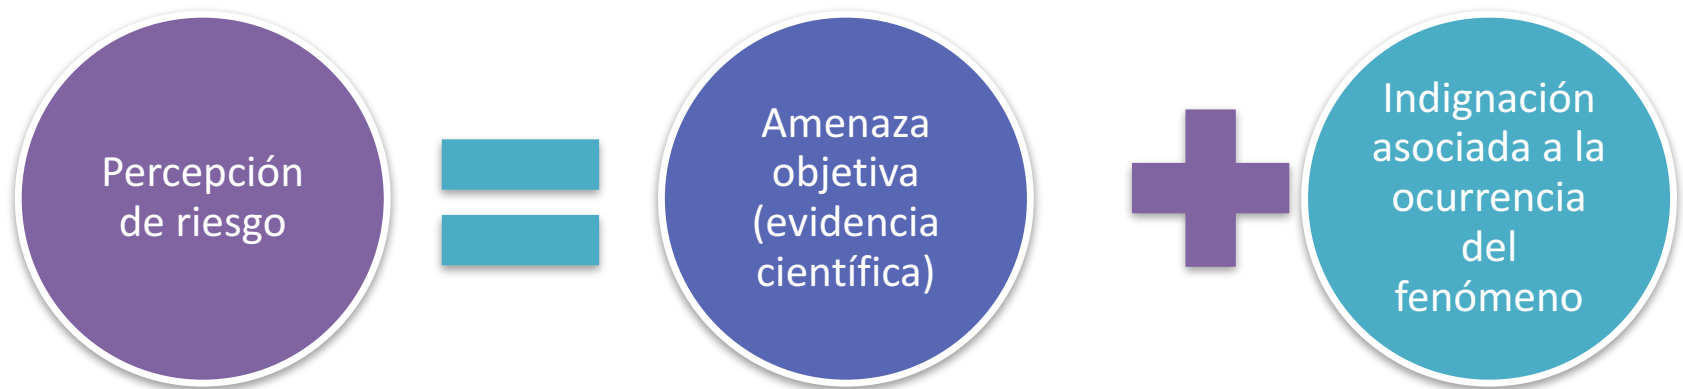 Percepción
de riesgo
Amenaza
objetiva
(evidencia
científica)
Indignación
asociada a la
ocurrencia
del
fenómeno